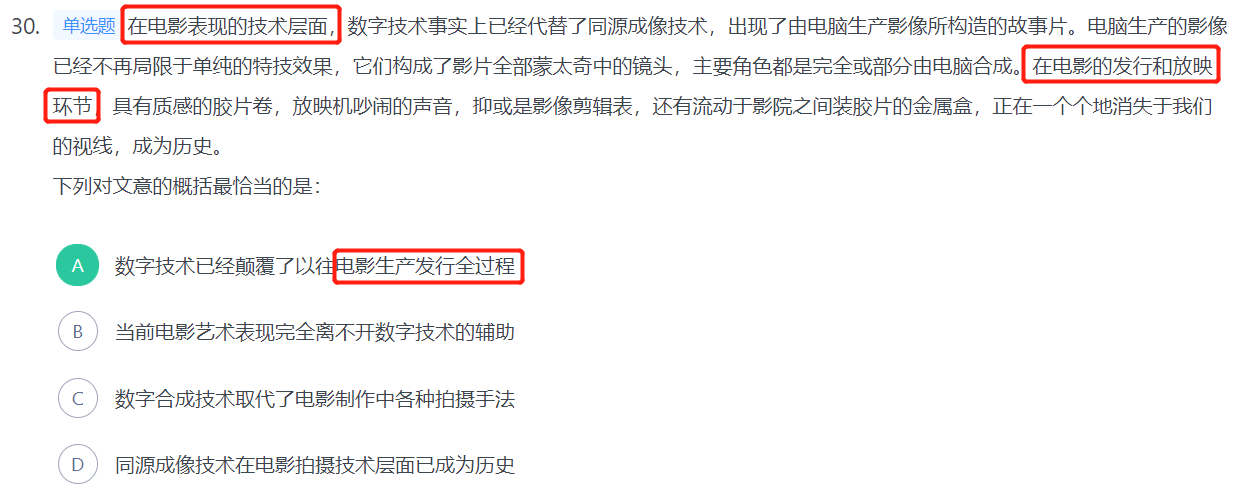 30. 单选题 在电影表现的技术层面，数字技术事实上已经代替了同源成像技术，出现了由电脑生产影像所构造的故事片。电脑生产的影像
已经不再局限于单纯的特技效果，它们构成了影片全部蒙太奇中的镜头，主要角色都是完全或部分由电脑合成。在电影的发行和放映
环节，具有质感的胶片卷，放映机吵闹的声音，抑或是影像剪辑表，还有流动于影院之间装胶片的金属盒，正在一个个地消失于我们
的视线，成为历史。
下列对文意的概括最恰当的是：
A 数字技术已经颠覆了以往电影生产发行全过程
B 当前电影艺术表现完全离不开数字技术的辅助
C 数字合成技术取代了电影制作中各种拍摄手法
D 同源成像技术在电影拍摄技术层面已成为历史